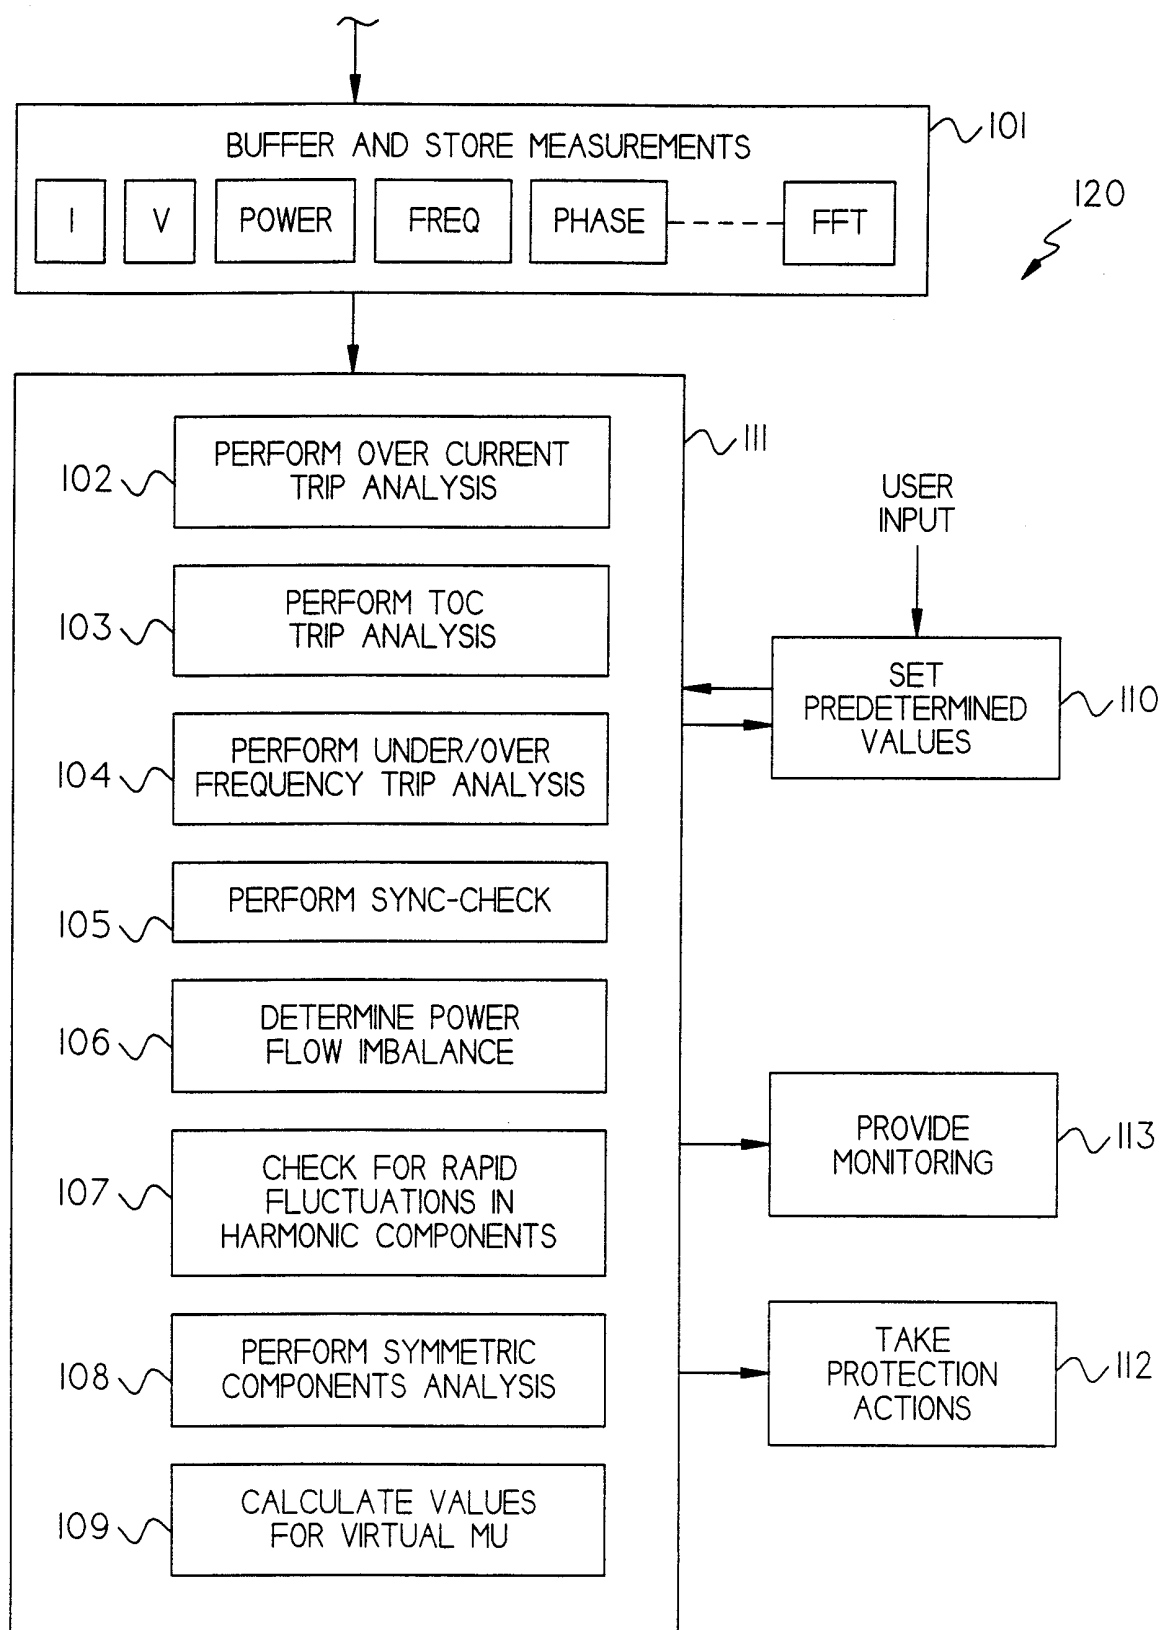 BUFFER AND STORE MEASUREMENTS
101
I
V
POWER
FREQ
PHASE
FFT
120
111
102
PERFORM OVER CURRENT
TRIP ANALYSIS
USER
INPUT
103
PERFORM TOC
TRIP ANALYSIS
SET
PREDETERMINED
VALUES
110
104
PERFORM UNDER/OVER
FREQUENCY TRIP ANALYSIS
105
PERFORM SYNC-CHECK
106
DETERMINE POWER
FLOW IMBALANCE
107
CHECK FOR RAPID
FLUCTUATIONS IN
HARMONIC COMPONENTS
PROVIDE
MONITORING
113
108
PERFORM SYMMETRIC
COMPONENTS ANALYSIS
TAKE
PROTECTION
ACTIONS
112
109
CALCULATE VALUES
FOR VIRTUAL MU